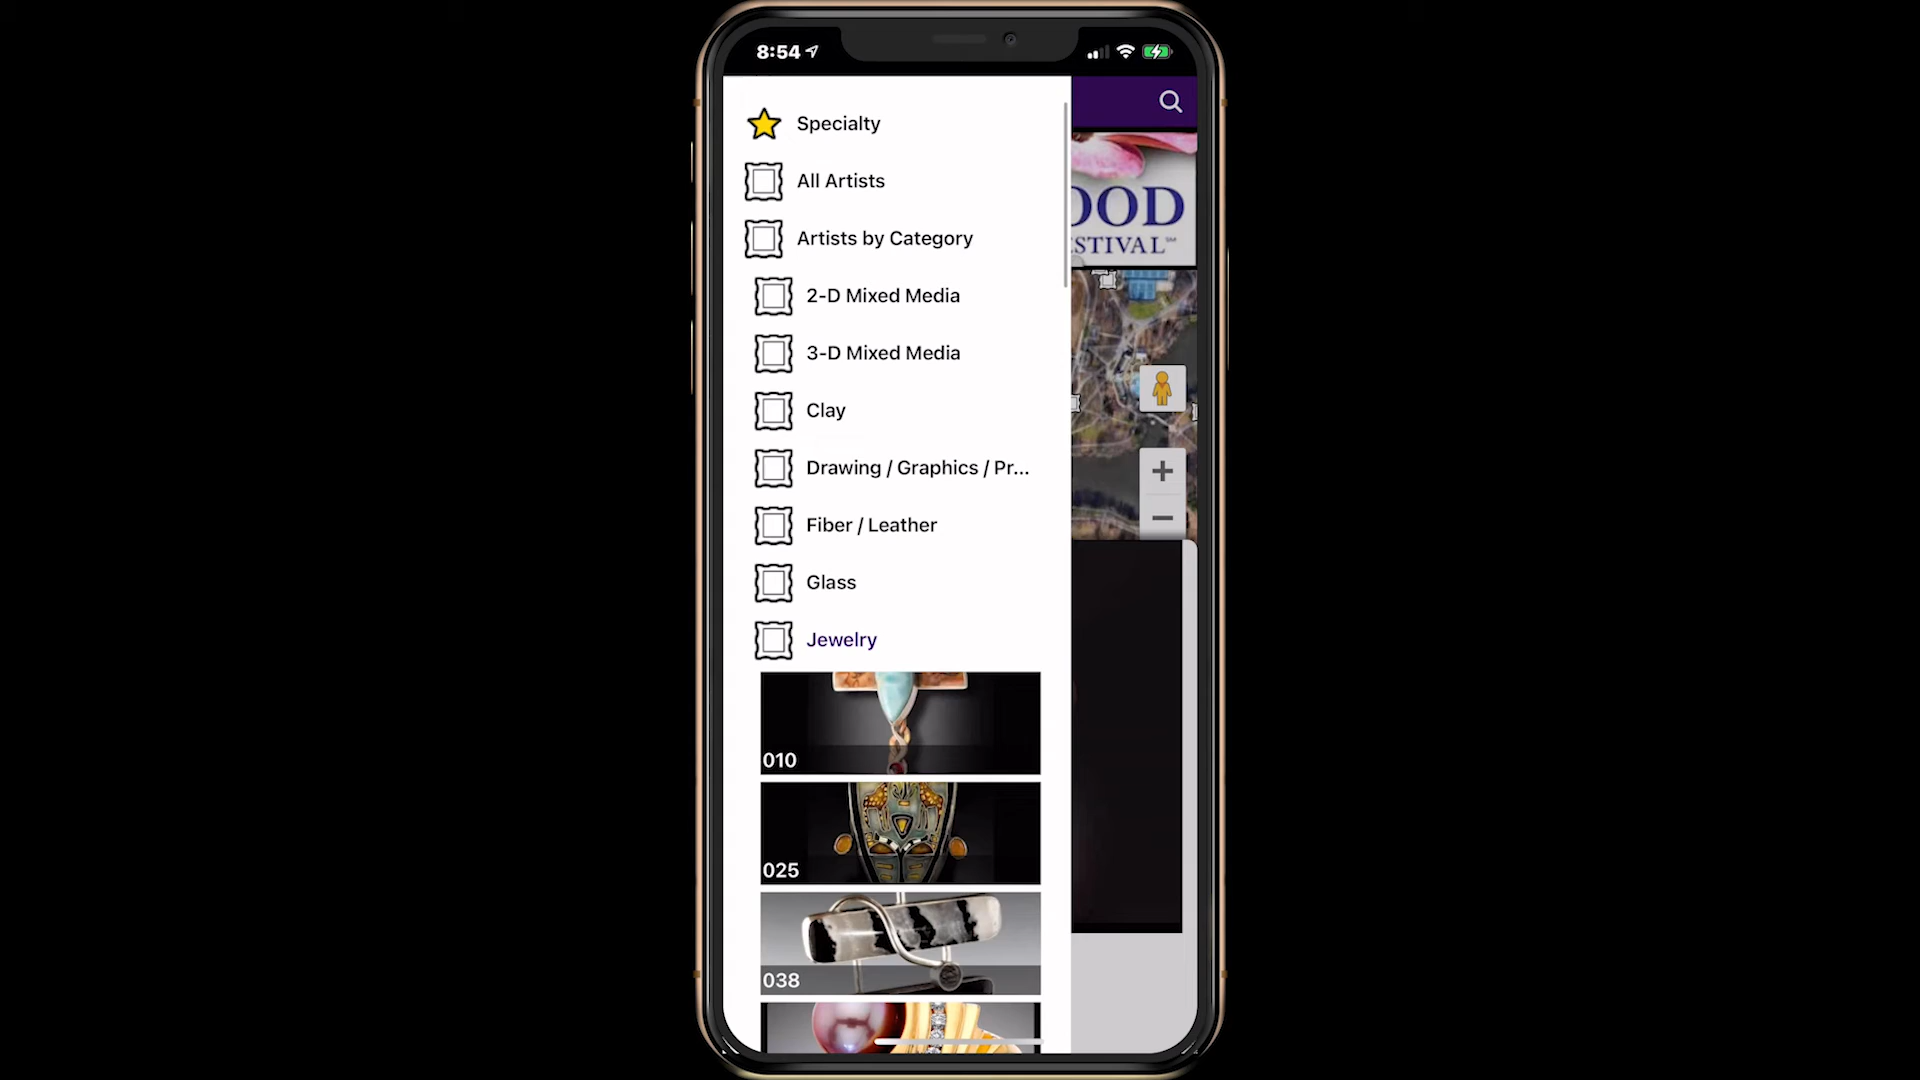 8:54
Specialty
All Artists
Artists by Category
2-D Mixed Media
3-D Mixed Media
Clay
Drawing / Graphics / Pr...
Fiber / Leather
Glass
Jewelry
010
025
038
OOD
STIVAL℠
+
−